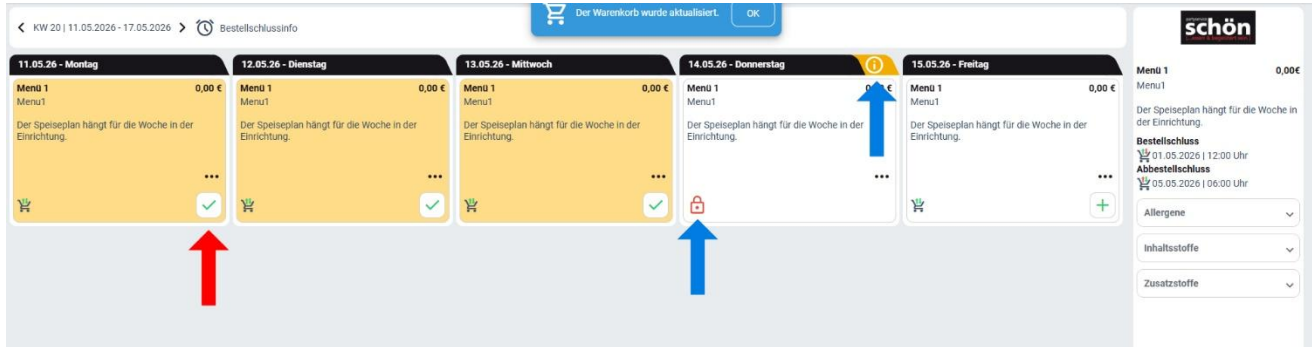 Der Warenkorb wurde aktualisiert. OK
KW 20 | 11.05.2026 - 17.05.2026 Bestellschlussinfo
schön
11.05.26 - Montag
Menü 1 0,00 €
Menu1
Der Speiseplan hängt für die Woche in der
Einrichtung.
12.05.26 - Dienstag
Menü 1 0,00 €
Menu1
Der Speiseplan hängt für die Woche in der
Einrichtung.
13.05.26 - Mittwoch
Menü 1 0,00 €
Menu1
Der Speiseplan hängt für die Woche in der
Einrichtung.
14.05.26 - Donnerstag
Menü 1 €
Menu1
Der Speiseplan hängt für die Woche in der
Einrichtung.
15.05.26 - Freitag
Menü 1 0,00 €
Menu1
Der Speiseplan hängt für die Woche in der
Einrichtung.
Menü 1 0,00€
Menu1
Der Speiseplan hängt für die Woche in
der Einrichtung.
Bestellschluss
01.05.2026 | 12:00 Uhr
Abbestellschluss
05.05.2026 | 06:00 Uhr
Allergene
Inhaltsstoffe
Zusatzstoffe